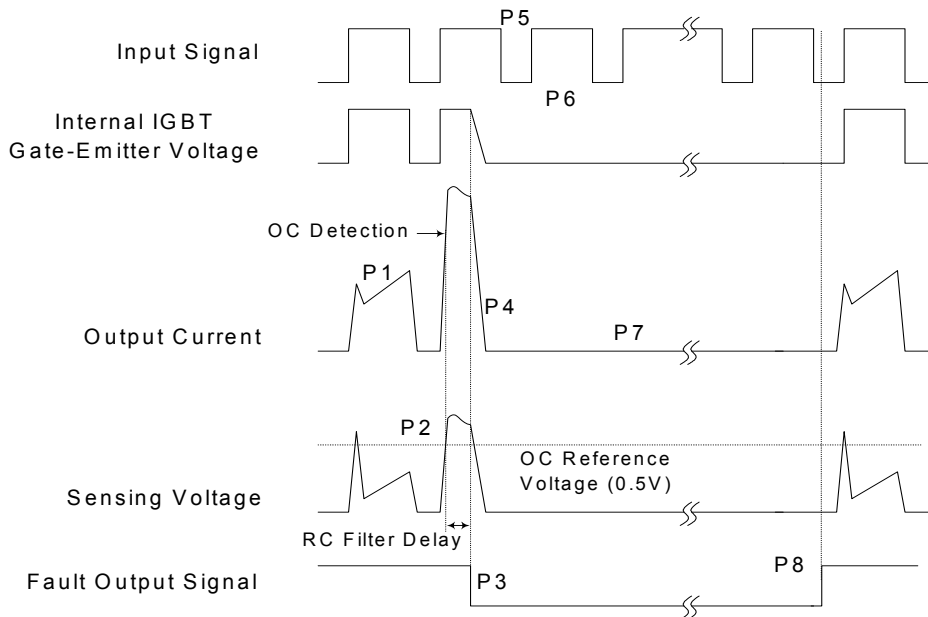 P5
Input Signal
P6
Internal IGBT
Gate-Emitter Voltage
OC Detection
P1
P4
Output Current
P7
P2
OC Reference
Voltage (0.5V)
Sensing Voltage
RC Filter Delay
P8
Fault Output Signal
P3